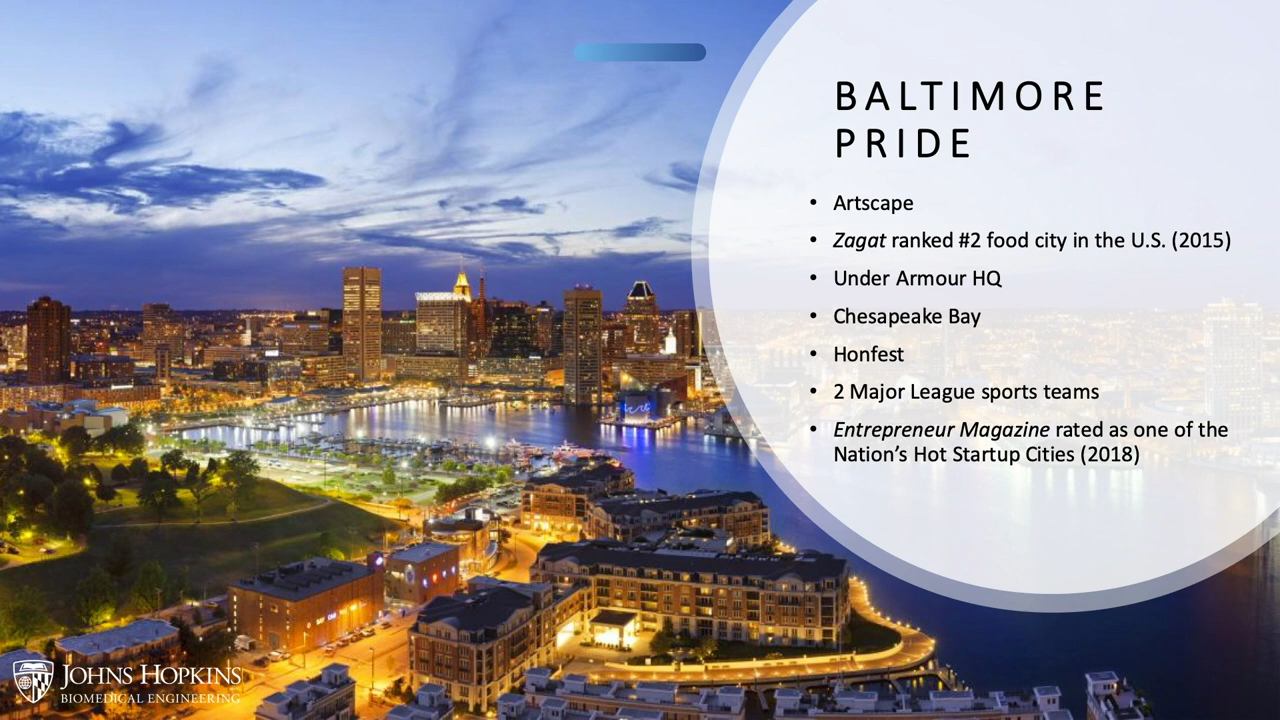 BALTIMORE
PRIDE
• Artscape
• Zagat ranked #2 food city in the U.S. (2015)
• Under Armour HQ
• Chesapeake Bay
• Honfest
• 2 Major League sports teams
• Entrepreneur Magazine rated as one of the
Nation’s Hot Startup Cities (2018)
JOHNS HOPKINS
BIOMEDICAL ENGINEERING